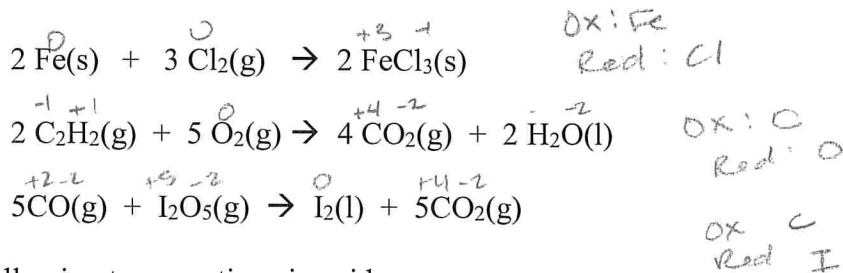 0 0 +3 -1 Ox: Fe
2 Fe(s) + 3 Cl₂(g) → 2 FeCl₃(s) Red: Cl
-1 +1 0 +4 -2 -2
2 C₂H₂(g) + 5 O₂(g) → 4 CO₂(g) + 2 H₂O(l) Ox: C
Red: O
+2 -2 +5 -2 0 +4 -2
5CO(g) + I₂O₅(g) → I₂(l) + 5CO₂(g)
Ox C
Red I